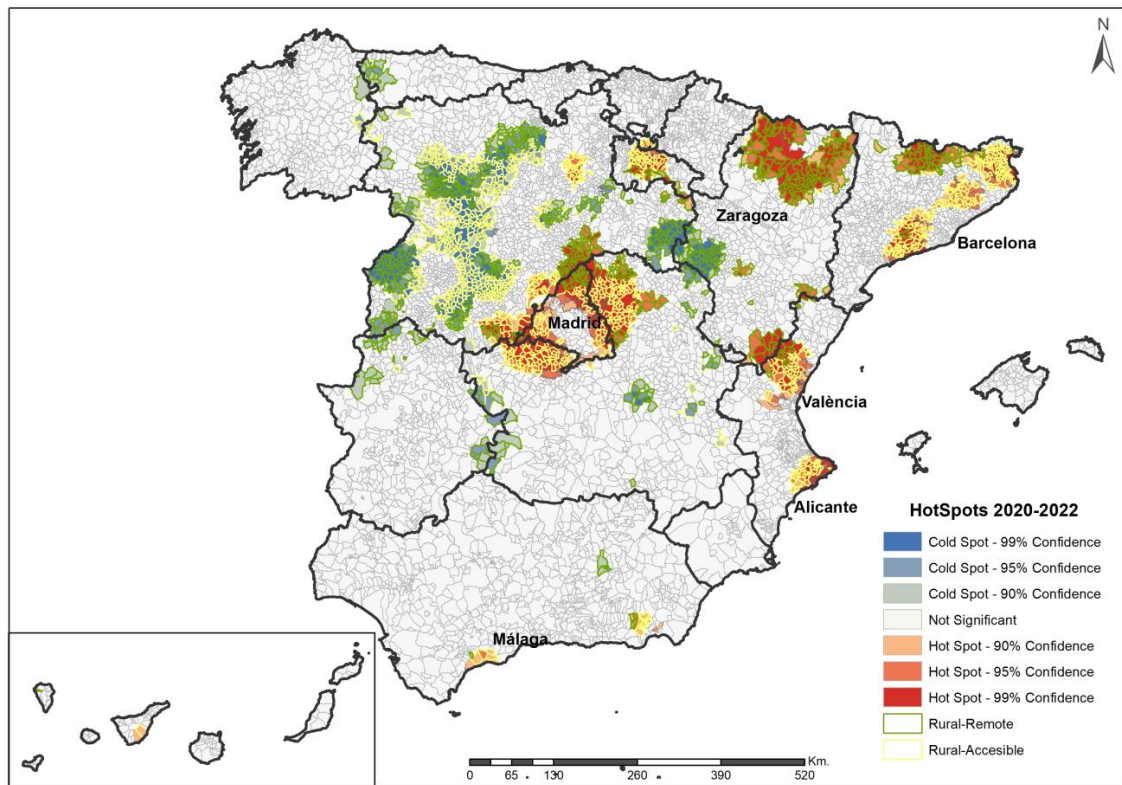 N
Zaragoza
Barcelona
Madrid
València
Alicante
Málaga
HotSpots 2020-2022
Cold Spot - 99% Confidence
Cold Spot - 95% Confidence
Cold Spot - 90% Confidence
Not Significant
Hot Spot - 90% Confidence
Hot Spot - 95% Confidence
Hot Spot - 99% Confidence
Rural-Remote
Rural-Accesible
Km.
0 65 130 260 390 520